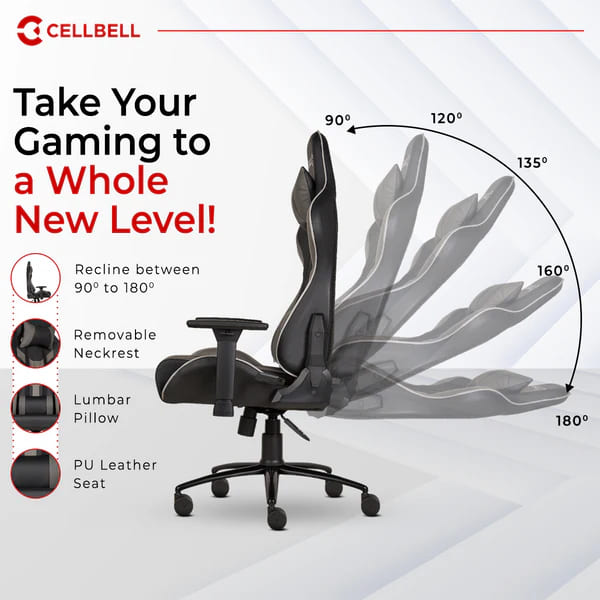 CELLBELL
Take Your
Gaming to
a Whole
New Level!
Recline between
90⁰ to 180⁰
Removable
Neckrest
Lumbar
Pillow
PU Leather
Seat
90⁰
120⁰
135⁰
160⁰
180⁰